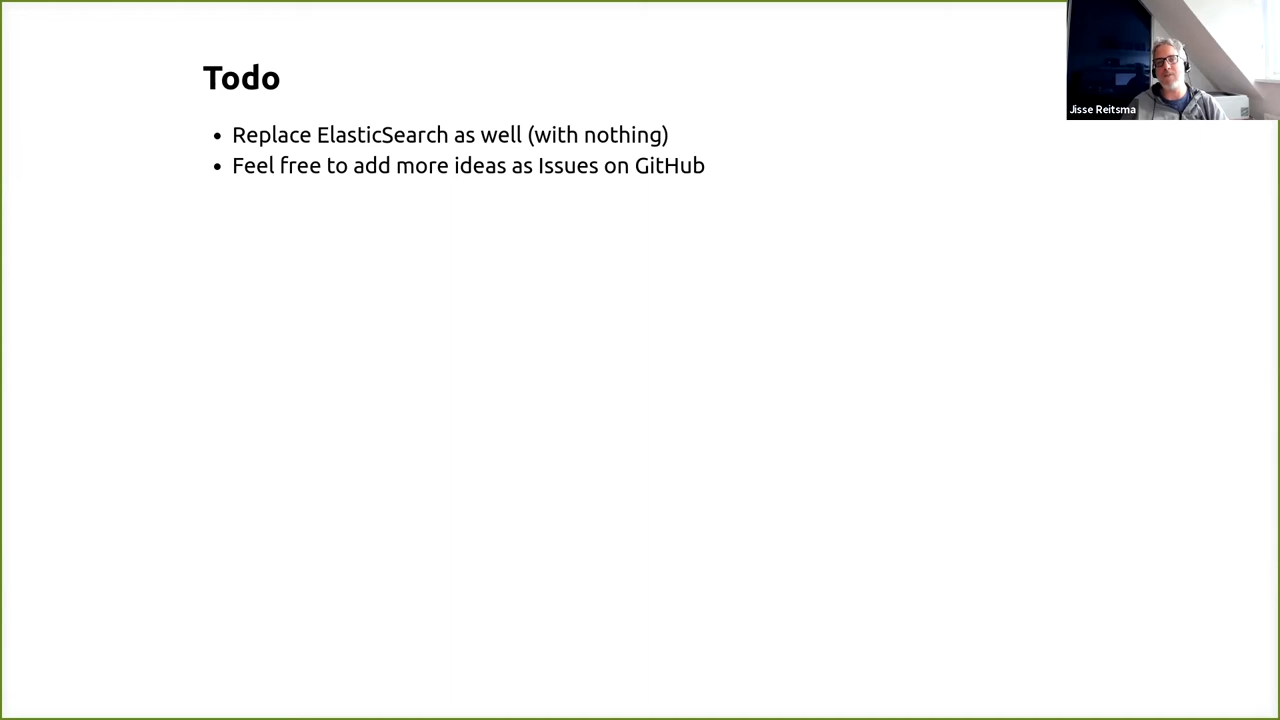 Todo
• Replace ElasticSearch as well (with nothing)
• Feel free to add more ideas as Issues on GitHub
Jisse Reitsma